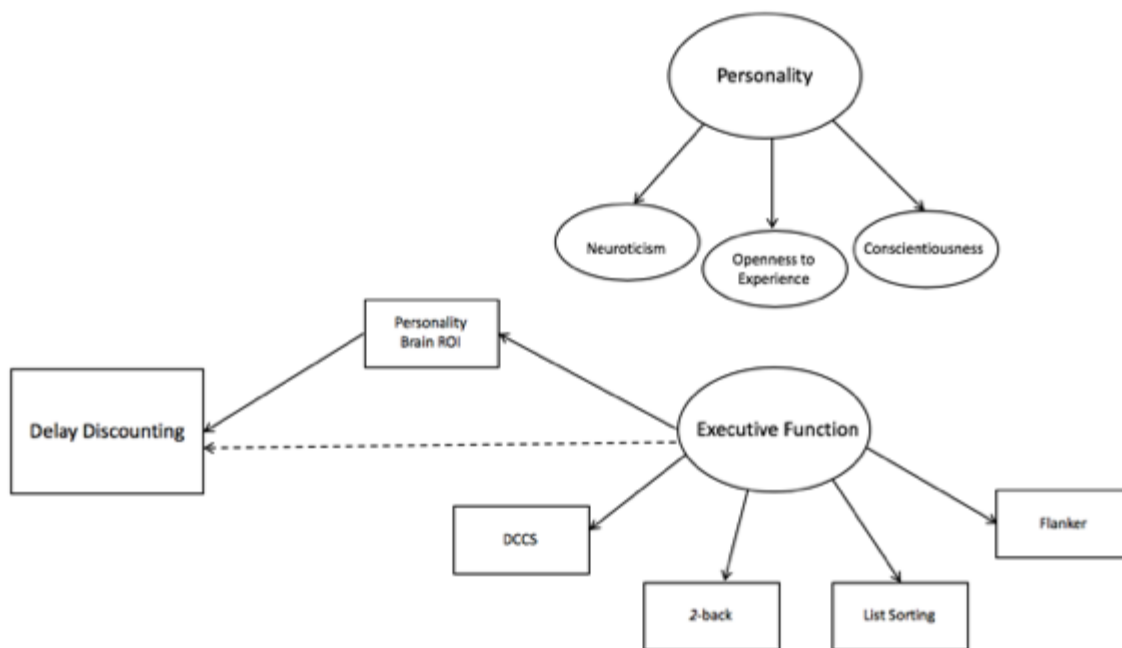 Personality
Neuroticism
Openness to
Experience
Conscientiousness
Personality
Brain ROI
Delay Discounting
Executive Function
DCCS
Flanker
2-back
List Sorting